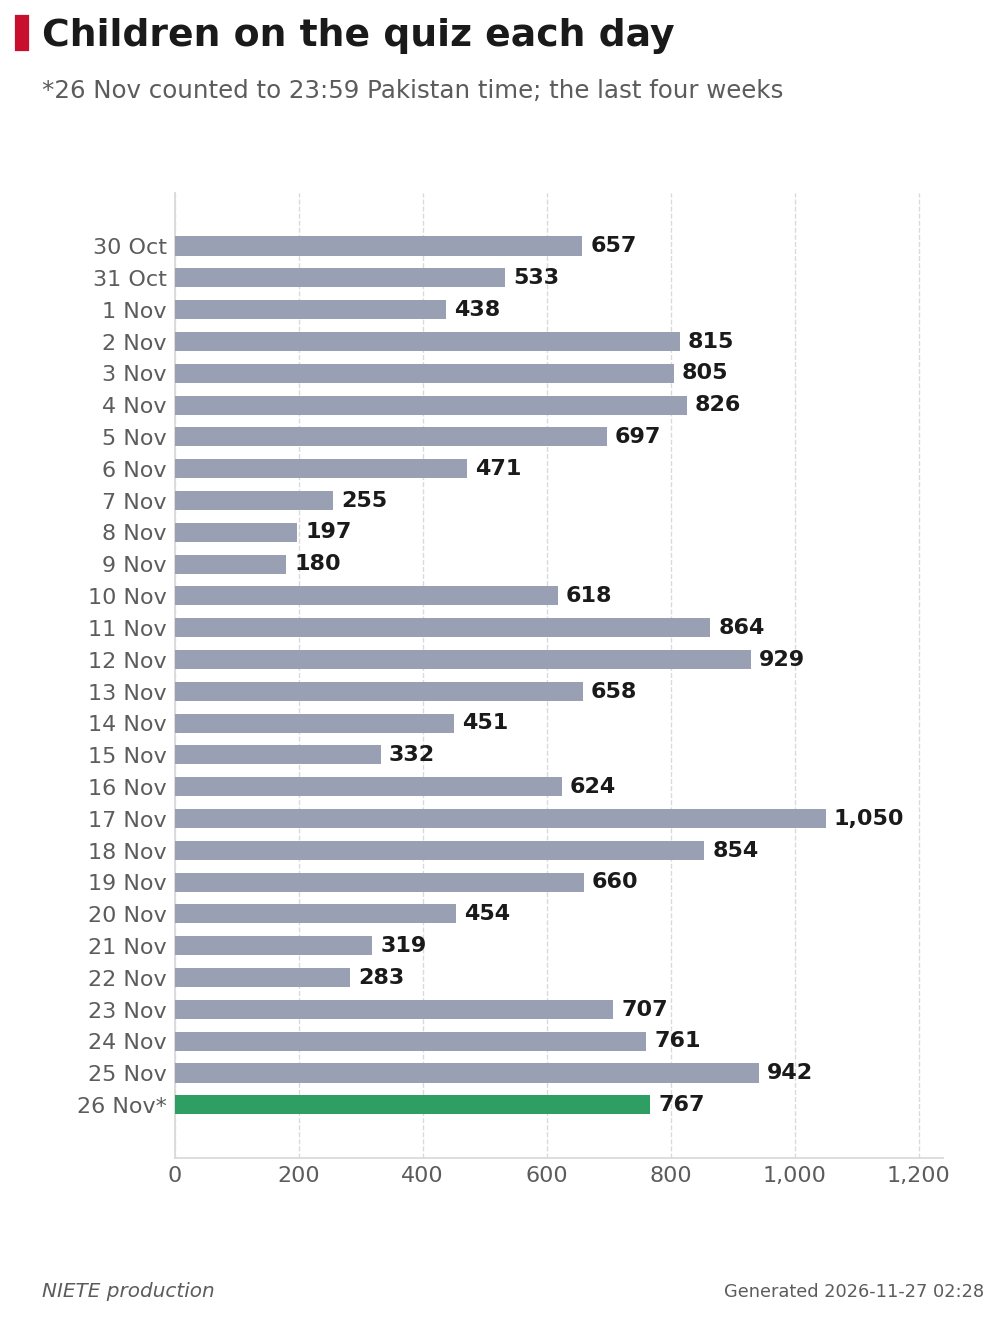 Children on the quiz each day
*26 Nov counted to 23:59 Pakistan time; the last four weeks
30 Oct 657
31 Oct 533
1 Nov 438
2 Nov 815
3 Nov 805
4 Nov 826
5 Nov 697
6 Nov 471
7 Nov 255
8 Nov 197
9 Nov 180
10 Nov 618
11 Nov 864
12 Nov 929
13 Nov 658
14 Nov 451
15 Nov 332
16 Nov 624
17 Nov 1,050
18 Nov 854
19 Nov 660
20 Nov 454
21 Nov 319
22 Nov 283
23 Nov 707
24 Nov 761
25 Nov 942
26 Nov* 767
0 200 400 600 800 1,000 1,200
NIETE production Generated 2026-11-27 02:28